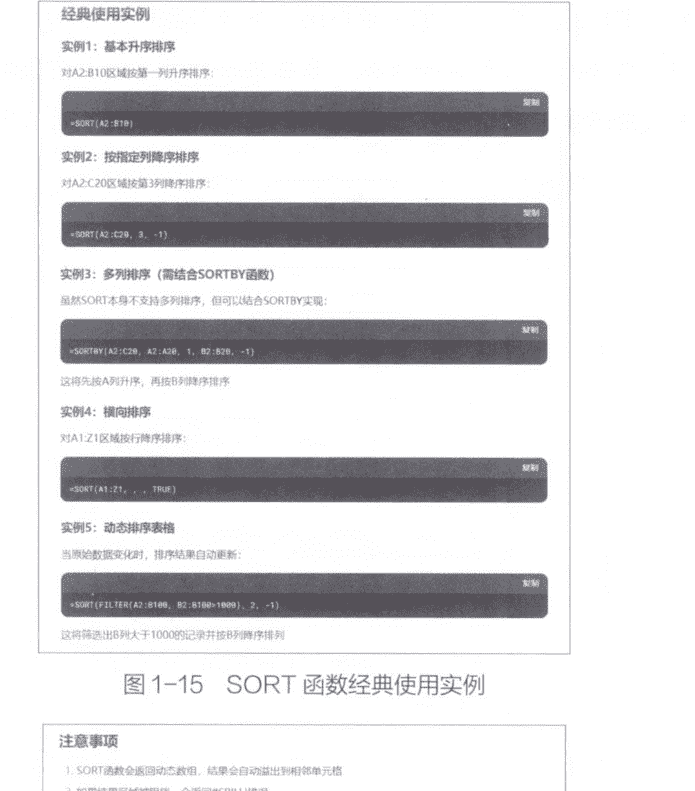 经典使用实例
实例1：基本升序排序
对A2:B10区域按第一列升序排序：
复制
=SORT(A2:B10)
实例2：按指定列降序排序
对A2:C20区域按第3列降序排序：
复制
=SORT(A2:C20, 3, -1)
实例3：多列排序（需结合SORTBY函数）
虽然SORT本身不支持多列排序，但可以结合SORTBY实现：
复制
=SORTBY(A2:C20, A2:A20, 1, B2:B20, -1)
这将先按A列升序，再按B列降序排序
实例4：横向排序
对A1:Z1区域按行降序排序：
复制
=SORT(A1:Z1, , , TRUE)
实例5：动态排序表格
当原始数据变化时，排序结果自动更新：
复制
=SORT(FILTER(A2:B100, B2:B100>1000), 2, -1)
这将筛选出B列大于1000的记录并按B列降序排列
图 1-15 SORT 函数经典使用实例
注意事项
1. SORT函数会返回动态数组，结果会自动溢出到相邻单元格